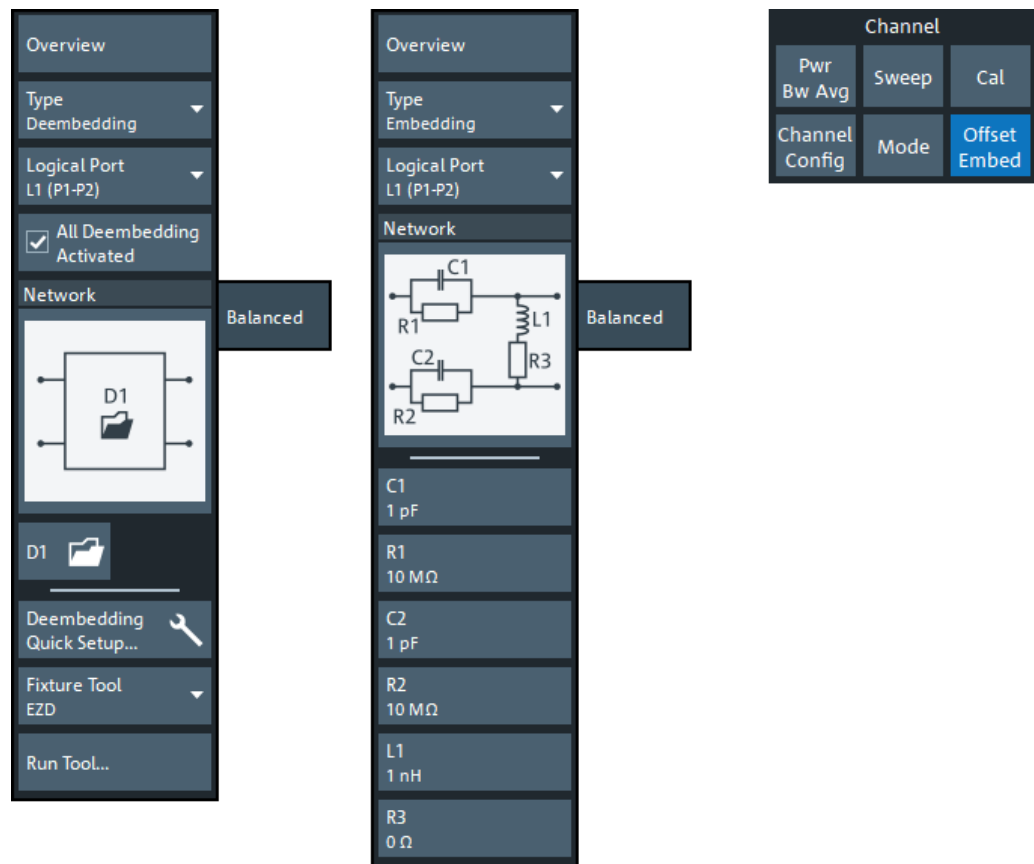 Overview
Type
Deembedding
Logical Port
L1 (P1-P2)
All Deembedding
Activated
Network
D1
D1
Deembedding
Quick Setup...
Fixture Tool
EZD
Run Tool...
Balanced
Overview
Type
Embedding
Logical Port
L1 (P1-P2)
Network
C1
R1
L1
C2
R3
R2
C1
1 pF
R1
10 MΩ
C2
1 pF
R2
10 MΩ
L1
1 nH
R3
0 Ω
Balanced
Channel
Pwr
Bw Avg
Sweep
Cal
Channel
Config
Mode
Offset
Embed